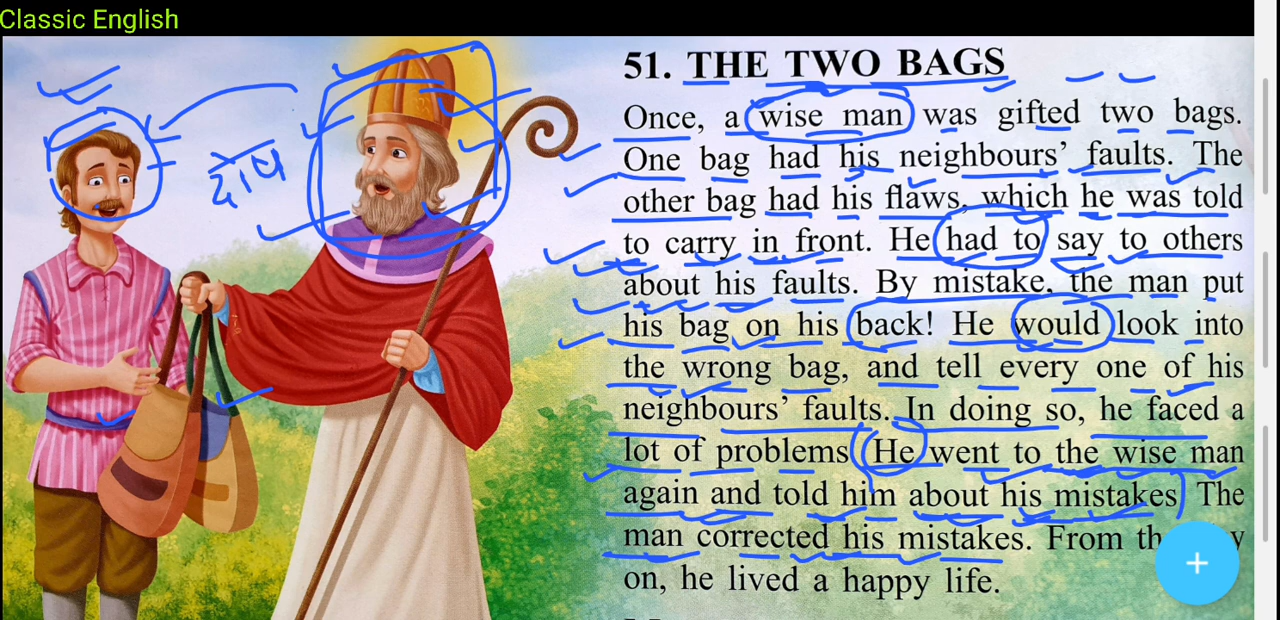 Classic English
51. THE TWO BAGS
Once, a wise man was gifted two bags.
One bag had his neighbours' faults. The
दोष
other bag had his flaws, which he was told
to carry in front. He had to say to others
about his faults. By mistake, the man put
his bag on his back! He would look into
the wrong bag, and tell every one of his
neighbours' faults. In doing so, he faced a
lot of problems. He went to the wise man
again and told him about his mistakes. The
man corrected his mistakes. From
on, he lived a happy life.